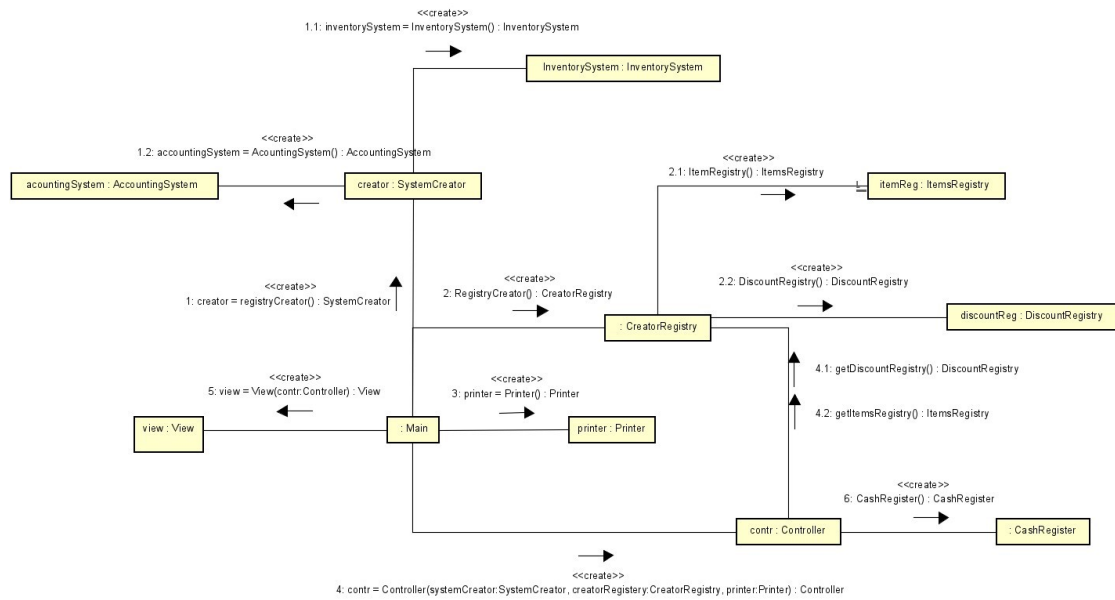 <<create>>
1.1: inventorySystem = InventorySystem() : InventorySystem
InventorySystem : InventorySystem
<<create>>
1.2: accountingSystem = AcountingSystem() : AccountingSystem
acountingSystem : AccountingSystem
creator : SystemCreator
<<create>>
2.1: ItemRegistry() : ItemsRegistry
itemReg : ItemsRegistry
<<create>>
1: creator = registryCreator() : SystemCreator
<<create>>
2: RegistryCreator() : CreatorRegistry
<<create>>
2.2: DiscountRegistry() : DiscountRegistry
discountReg : DiscountRegistry
: CreatorRegistry
4.1: getDiscountRegistry() : DiscountRegistry
4.2: getItemsRegistry() : ItemsRegistry
<<create>>
5: view = View(contr:Controller) : View
<<create>>
3: printer = Printer() : Printer
view : View
: Main
printer : Printer
<<create>>
6: CashRegister() : CashRegister
contr : Controller
: CashRegister
<<create>>
4: contr = Controller(systemCreator:SystemCreator, creatorRegistery:CreatorRegistry, printer:Printer) : Controller